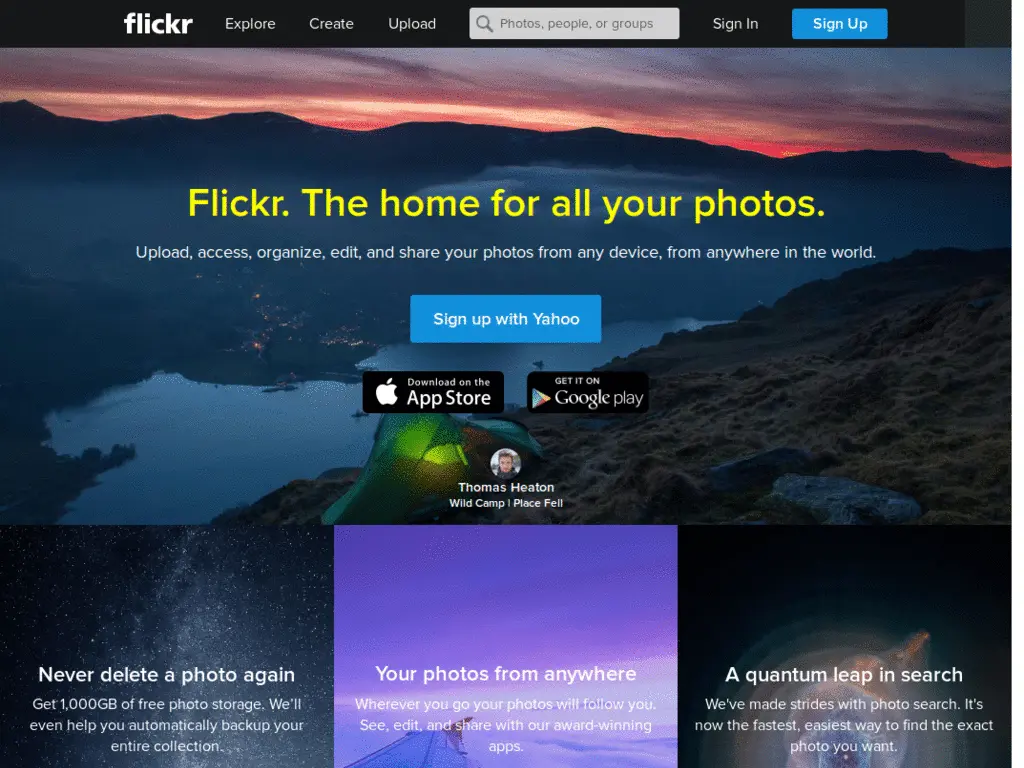 flickr Explore Create Upload Photos, people, or groups Sign In Sign Up
Flickr. The home for all your photos.
Upload, access, organize, edit, and share your photos from any device, from anywhere in the world.
Sign up with Yahoo
Download on the
App Store
GET IT ON
Google play
Thomas Heaton
Wild Camp | Place Fell
Never delete a photo again
Get 1,000GB of free photo storage. We'll
even help you automatically backup your
entire collection.
Your photos from anywhere
Wherever you go your photos will follow you.
See, edit, and share with our award-winning
apps.
A quantum leap in search
We've made strides with photo search. It's
now the fastest, easiest way to find the exact
photo you want.